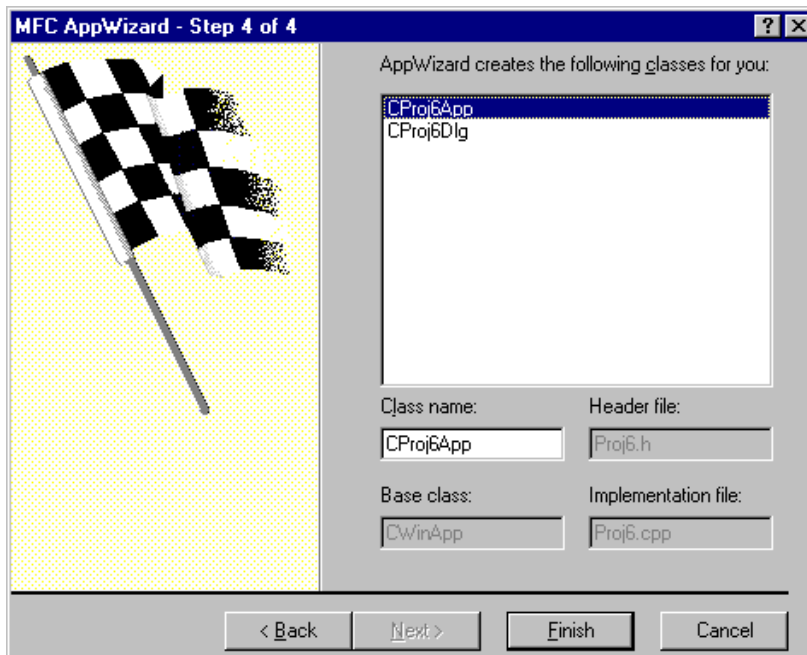 MFC AppWizard - Step 4 of 4
AppWizard creates the following classes for you:
CProj6App
CProj6Dlg
Class name:
Header file:
CProj6App
Proj6.h
Base class:
Implementation file:
CWinApp
Proj6.cpp
< Back
Next >
Finish
Cancel